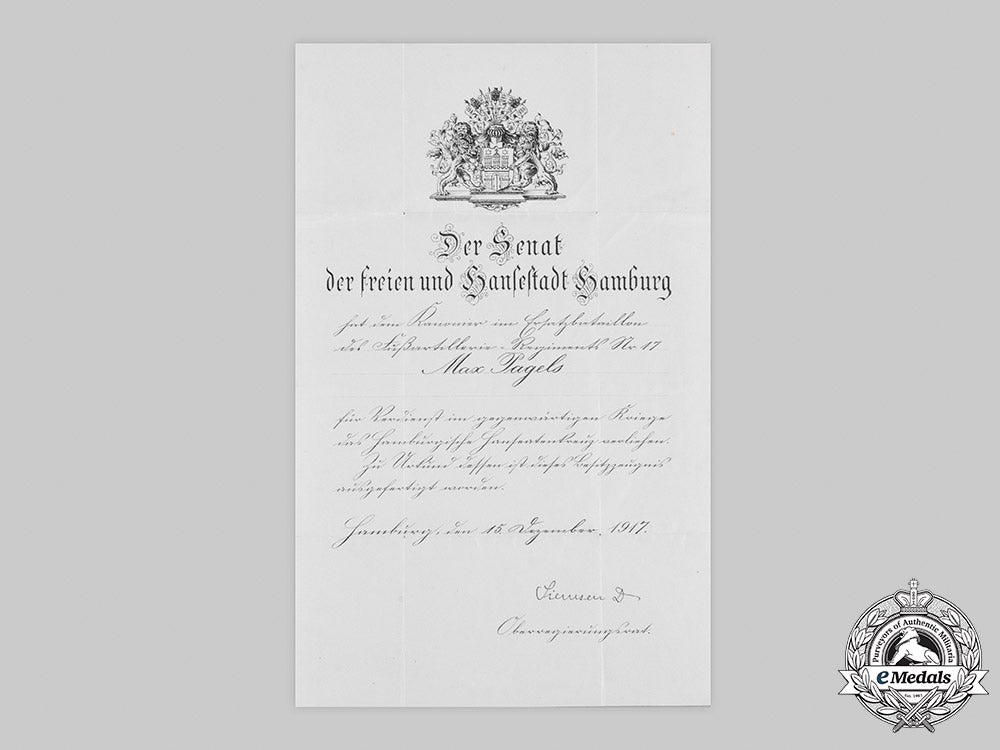 Der Senat
der freien und Hansestadt Hamburg
hat dem Kanonier im Ersatzbataillon
des Fußartillerie-Regiments Nr 17
Max Pagels
für Verdienst im gegenwärtigen Kriege
das Hamburgische Hanseatenkreuz verliehen.
Zu Urkund dessen ist dieses Besitzzeugnis
ausgefertigt worden.
Hamburg, den 15. Dezember, 1917.
Siemsen D
Oberregierungsrat.
Purveyors of Authentic Militaria
eMedals